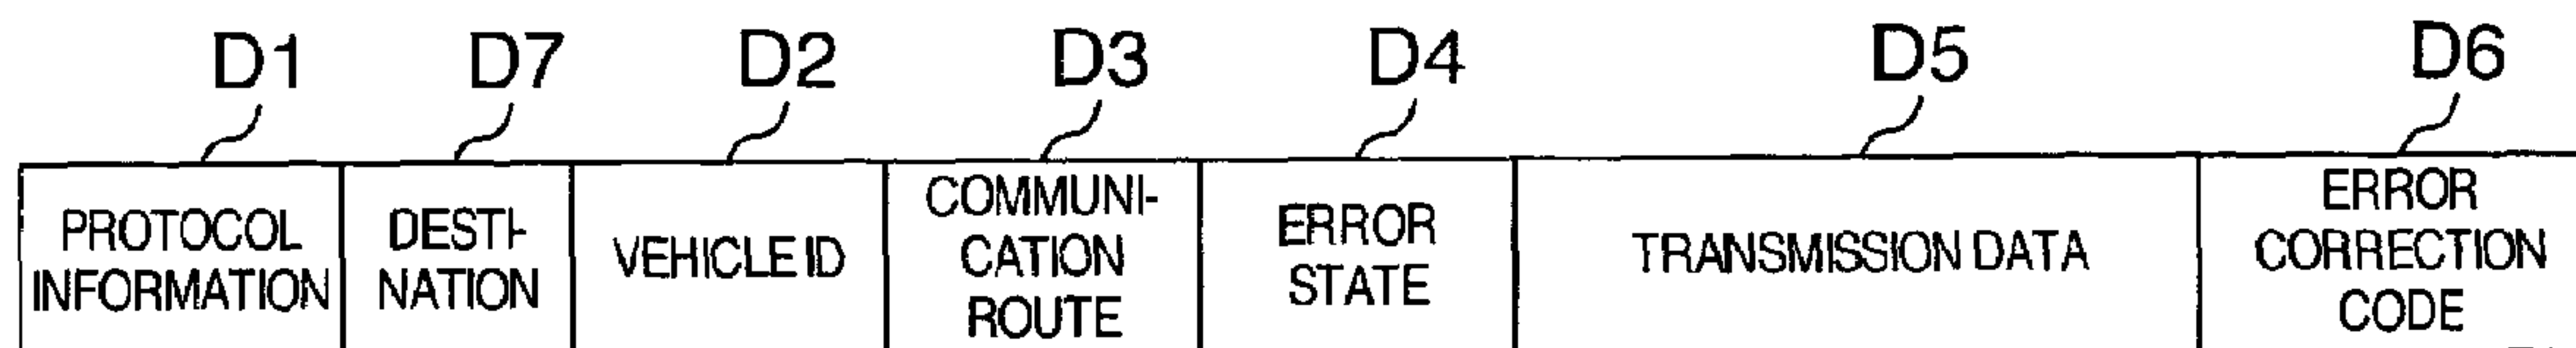 D1 D7 D2 D3 D4 D5 D6
PROTOCOL
INFORMATION
DESTI-
NATION
VEHICLE ID
COMMUNI-
CATION
ROUTE
ERROR
STATE
TRANSMISSION DATA
ERROR
CORRECTION
CODE